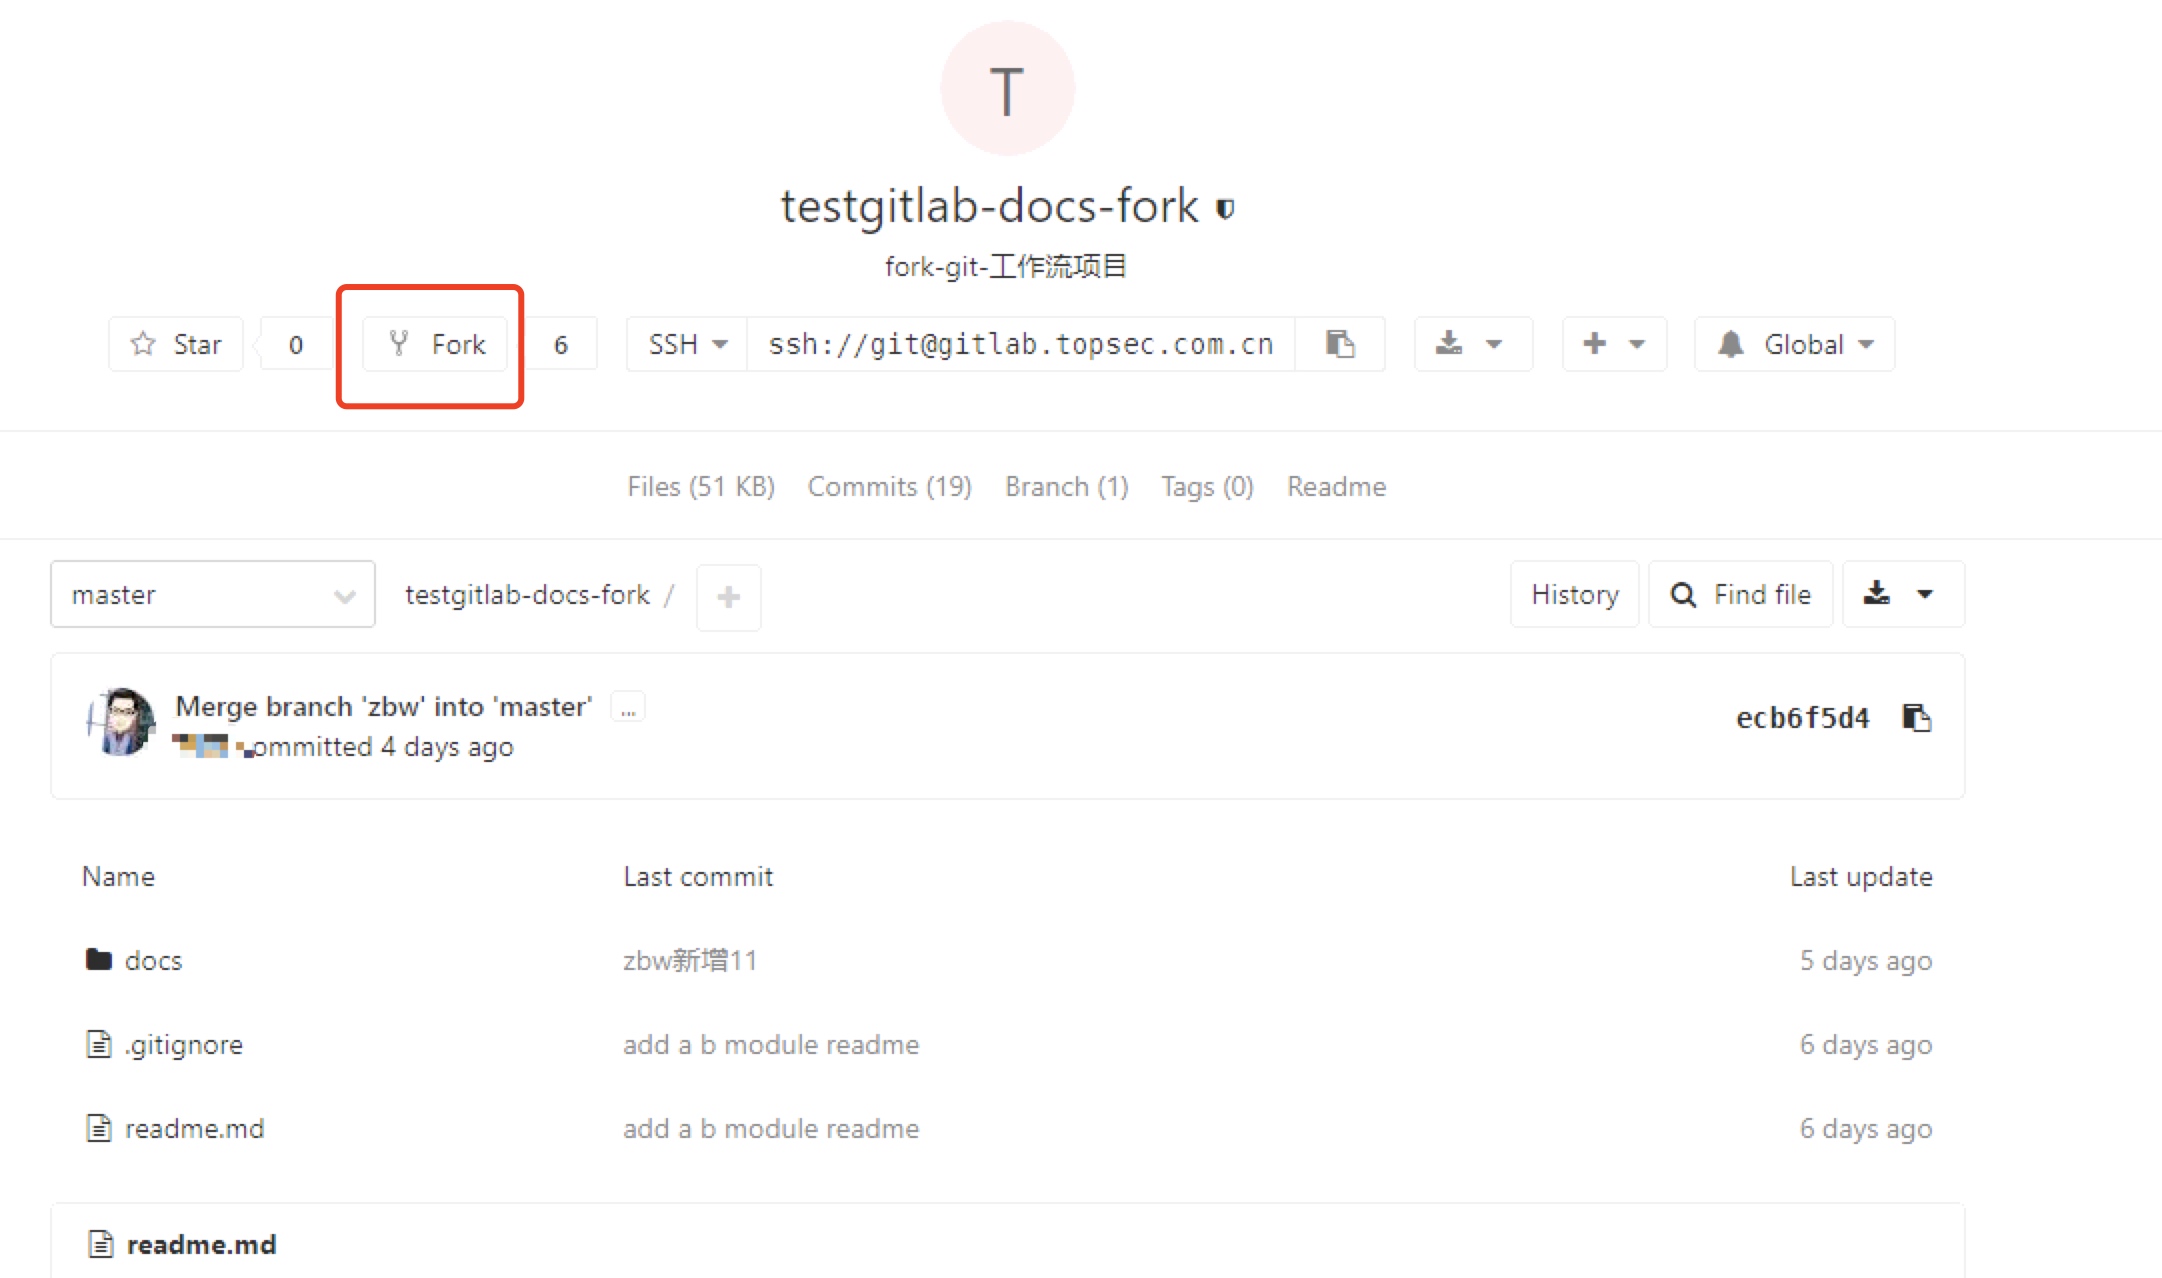 T
testgitlab-docs-fork
fork-git-工作流项目
Star 0 Fork 6 SSH ssh://git@gitlab.topsec.com.cn Global
Files (51 KB) Commits (19) Branch (1) Tags (0) Readme
master testgitlab-docs-fork / History Find file
Merge branch 'zbw' into 'master' ...
ommitted 4 days ago
ecb6f5d4
Name Last commit Last update
docs zbw新增11 5 days ago
.gitignore add a b module readme 6 days ago
readme.md add a b module readme 6 days ago
readme.md